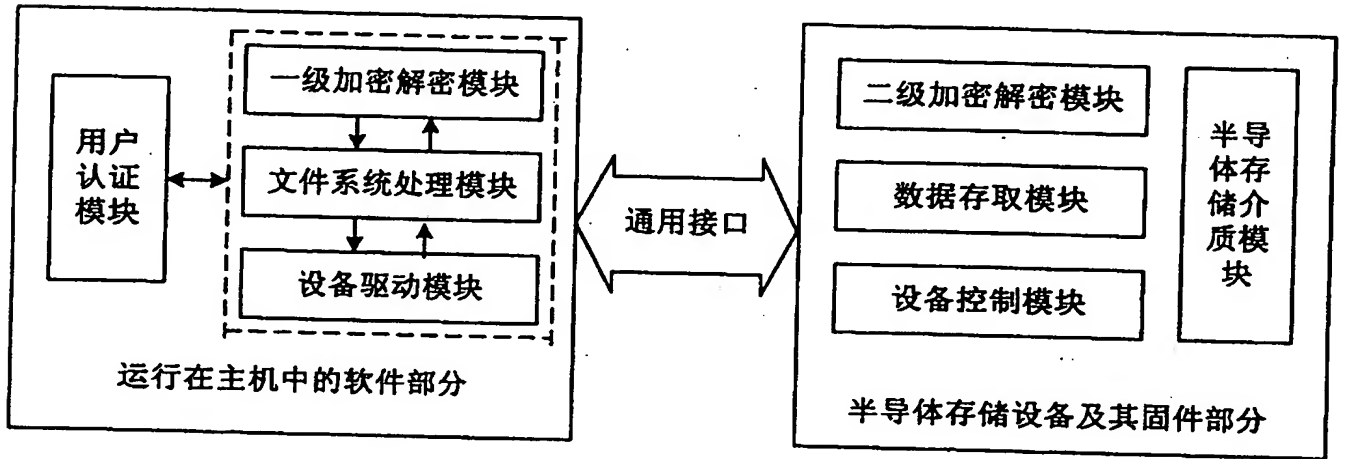 用户
认证
模块
一级加密解密模块
文件系统处理模块
设备驱动模块
运行在主机中的软件部分
通用接口
二级加密解密模块
数据存取模块
设备控制模块
半导
体存
储介
质模
块
半导体存储设备及其固件部分